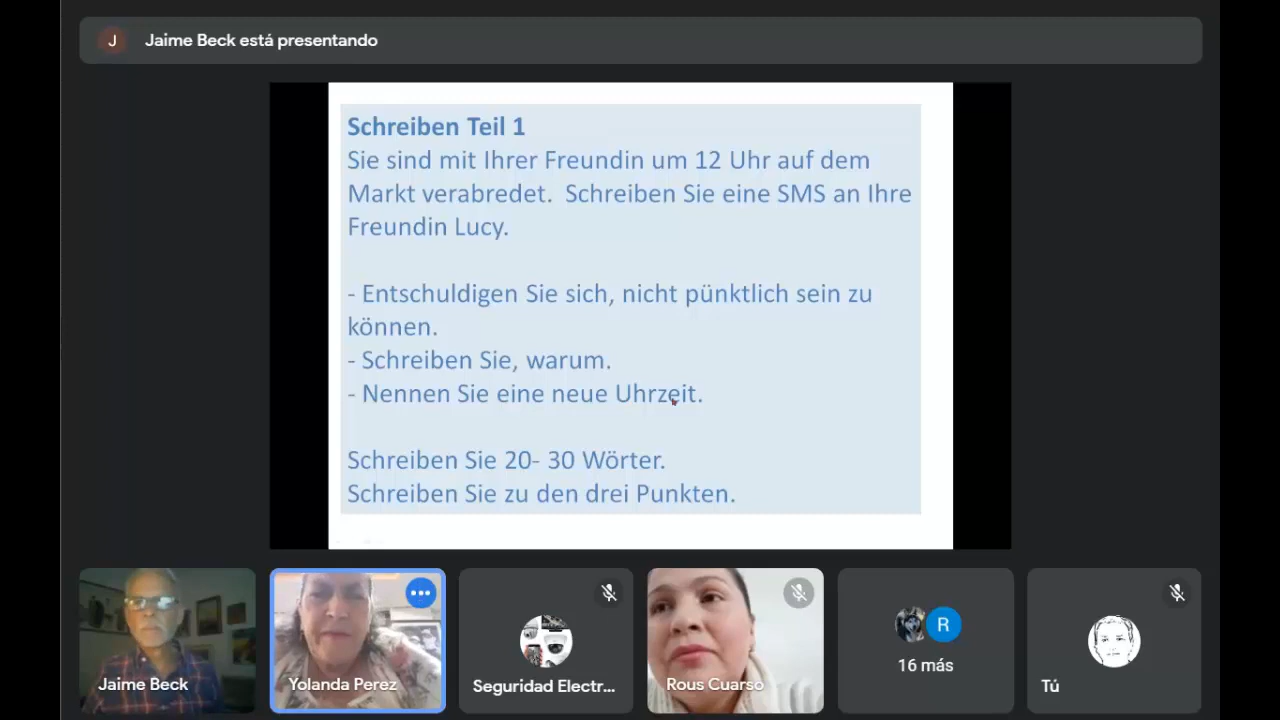 J
Jaime Beck está presentando
Schreiben Teil 1
Sie sind mit Ihrer Freundin um 12 Uhr auf dem
Markt verabredet.  Schreiben Sie eine SMS an Ihre
Freundin Lucy.
- Entschuldigen Sie sich, nicht pünktlich sein zu
können.
- Schreiben Sie, warum.
- Nennen Sie eine neue Uhrzeit.
Schreiben Sie 20- 30 Wörter.
Schreiben Sie zu den drei Punkten.
Jaime Beck
Yolanda Perez
Seguridad Electr...
Rous Cuarso
R
16 más
Tú